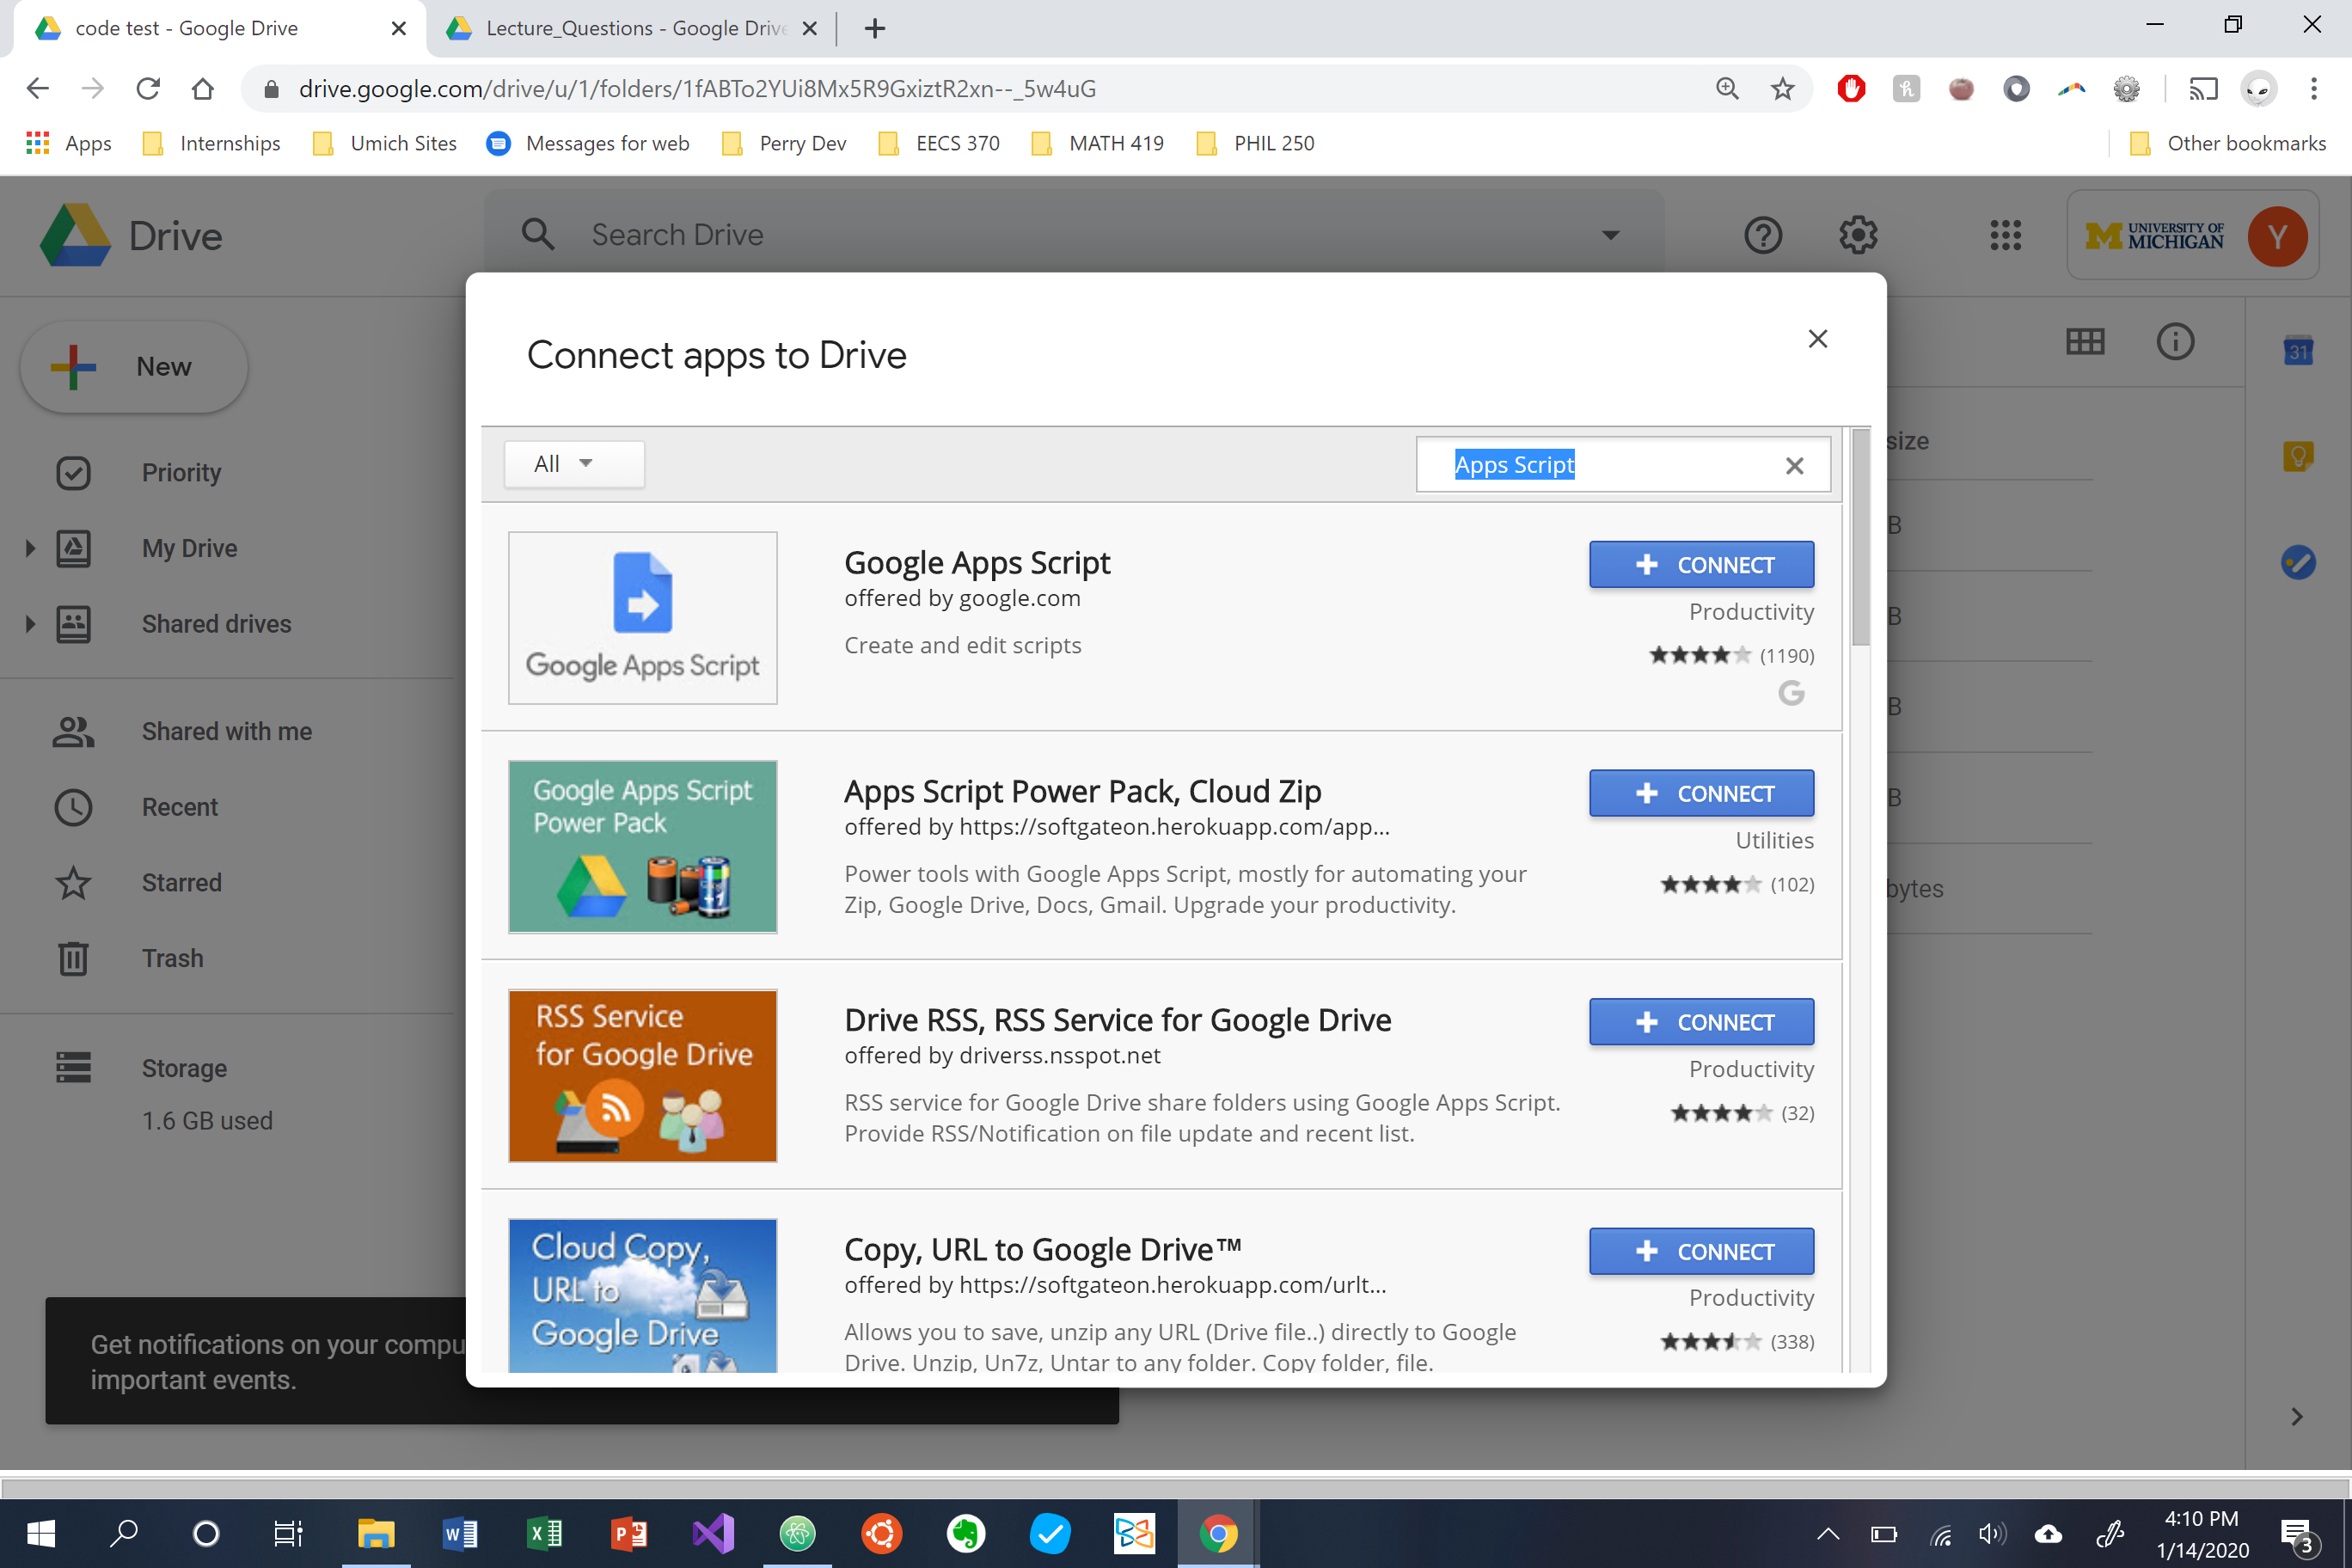 code test - Google Drive
Lecture_Questions - Google Drive
drive.google.com/drive/u/1/folders/1fABTo2YUi8Mx5R9GxiztR2xn--_5w4uG
Apps
Internships
Umich Sites
Messages for web
Perry Dev
EECS 370
MATH 419
PHIL 250
Other bookmarks
Drive
Search Drive
UNIVERSITY OF
MICHIGAN
Y
New
Priority
My Drive
Shared drives
Shared with me
Recent
Starred
Trash
Storage
1.6 GB used
Get notifications on your compu
important events.
Connect apps to Drive
All
Apps Script
Google Apps Script
Google Apps Script
offered by google.com
Create and edit scripts
CONNECT
Productivity
(1190)
Google Apps Script
Power Pack
Apps Script Power Pack, Cloud Zip
offered by https://softgateon.herokuapp.com/app...
Power tools with Google Apps Script, mostly for automating your
Zip, Google Drive, Docs, Gmail. Upgrade your productivity.
CONNECT
Utilities
(102)
RSS Service
for Google Drive
Drive RSS, RSS Service for Google Drive
offered by driverss.nsspot.net
RSS service for Google Drive share folders using Google Apps Script.
Provide RSS/Notification on file update and recent list.
CONNECT
Productivity
(32)
Cloud Copy,
URL to
Google Drive
Copy, URL to Google Drive™
offered by https://softgateon.herokuapp.com/urlt...
Allows you to save, unzip any URL (Drive file..) directly to Google
Drive. Unzip, Un7z, Untar to any folder. Copy folder, file.
CONNECT
Productivity
(338)
size
B
B
B
B
bytes
31
4:10 PM
1/14/2020
3